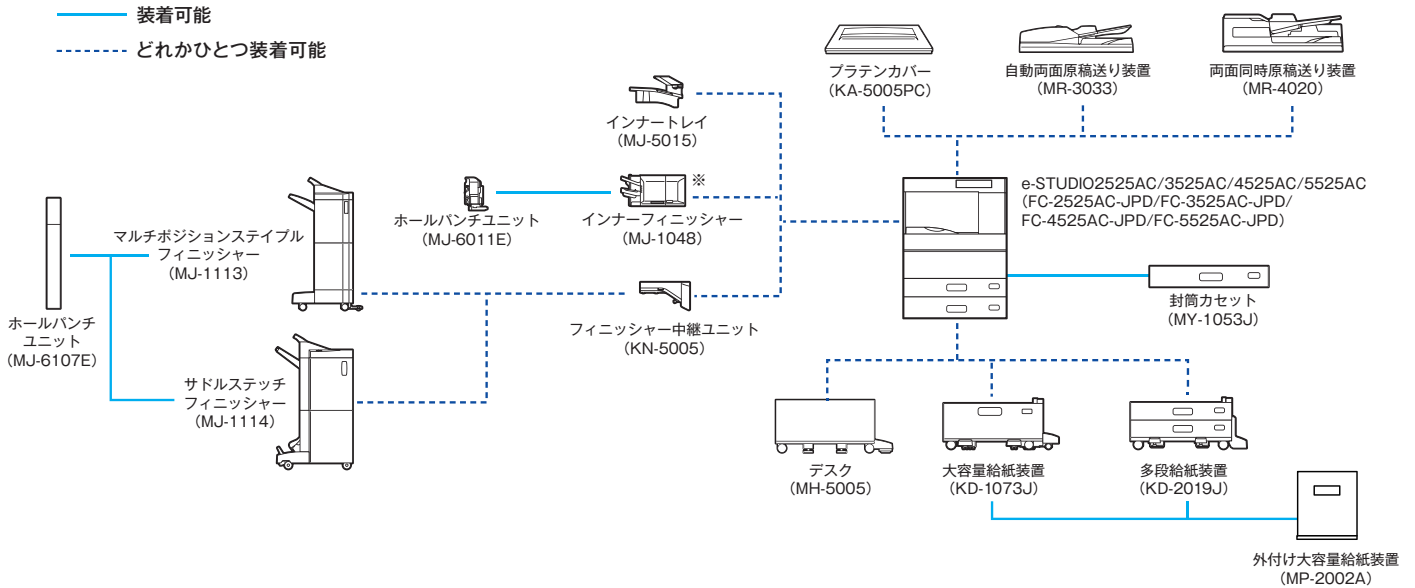 装着可能
どれかひとつ装着可能
プラテンカバー
(KA-5005PC)
自動両面原稿送り装置
(MR-3033)
両面同時原稿送り装置
(MR-4020)
インナートレイ
(MJ-5015)
※
ホールパンチユニット
(MJ-6011E)
インナーフィニッシャー
(MJ-1048)
e-STUDIO2525AC/3525AC/4525AC/5525AC
(FC-2525AC-JPD/FC-3525AC-JPD/
FC-4525AC-JPD/FC-5525AC-JPD)
マルチポジションステイプル
フィニッシャー
(MJ-1113)
ホールパンチ
ユニット
(MJ-6107E)
フィニッシャー中継ユニット
(KN-5005)
封筒カセット
(MY-1053J)
サドルステッチ
フィニッシャー
(MJ-1114)
デスク
(MH-5005)
大容量給紙装置
(KD-1073J)
多段給紙装置
(KD-2019J)
外付け大容量給紙装置
(MP-2002A)